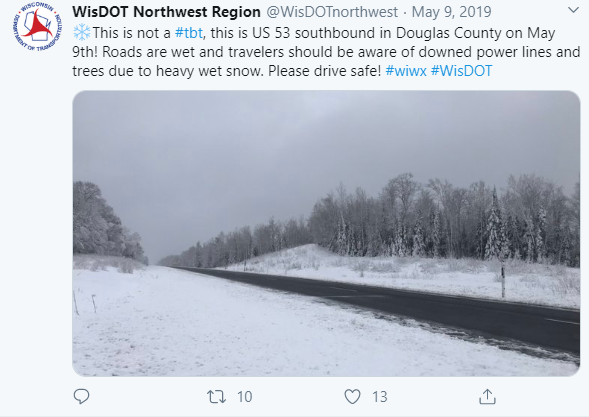 WisDOT Northwest Region @WisDOTnorthwest · May 9, 2019
This is not a #tbt, this is US 53 southbound in Douglas County on May
9th! Roads are wet and travelers should be aware of downed power lines and
trees due to heavy wet snow. Please drive safe! #wiwx #WisDOT
WISCONSIN
DEPARTMENT OF TRANSPORTATION
10
13